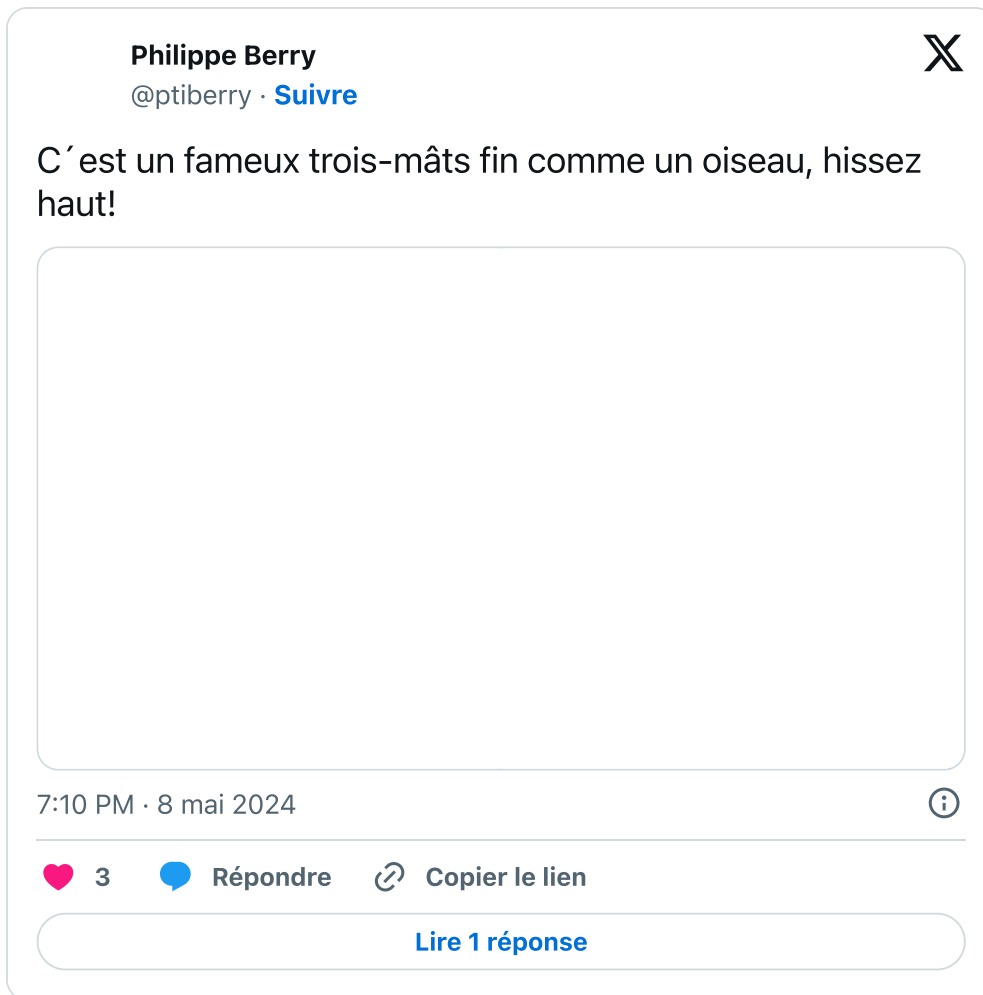 Philippe Berry
@ptiberry · Suivre
C´est un fameux trois-mâts fin comme un oiseau, hissez
haut!
7:10 PM · 8 mai 2024
3 Répondre Copier le lien
Lire 1 réponse